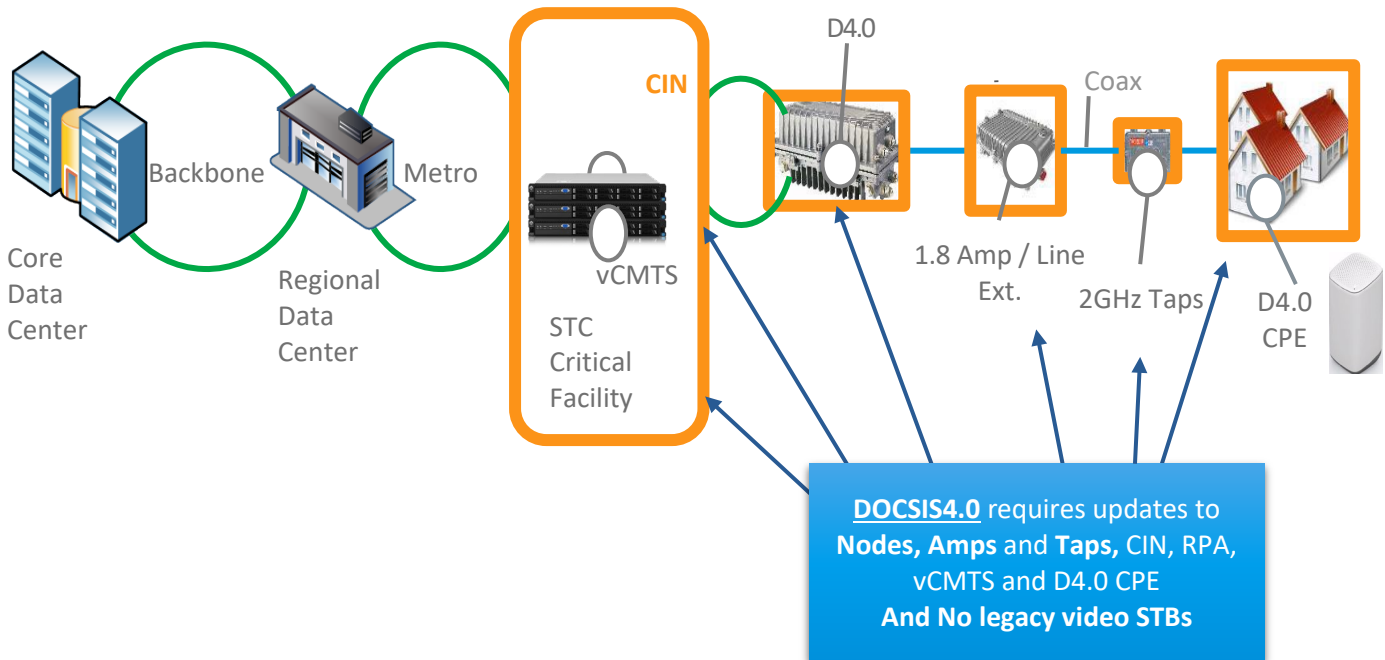 D4.0
CIN
Coax
Backbone
Metro
vCMTS
Core
Data
Center
Regional
Data
Center
STC
Critical
Facility
1.8 Amp / Line
Ext.
2GHz Taps
D4.0
CPE
DOCSIS4.0 requires updates to
Nodes, Amps and Taps, CIN, RPA,
vCMTS and D4.0 CPE
And No legacy video STBs